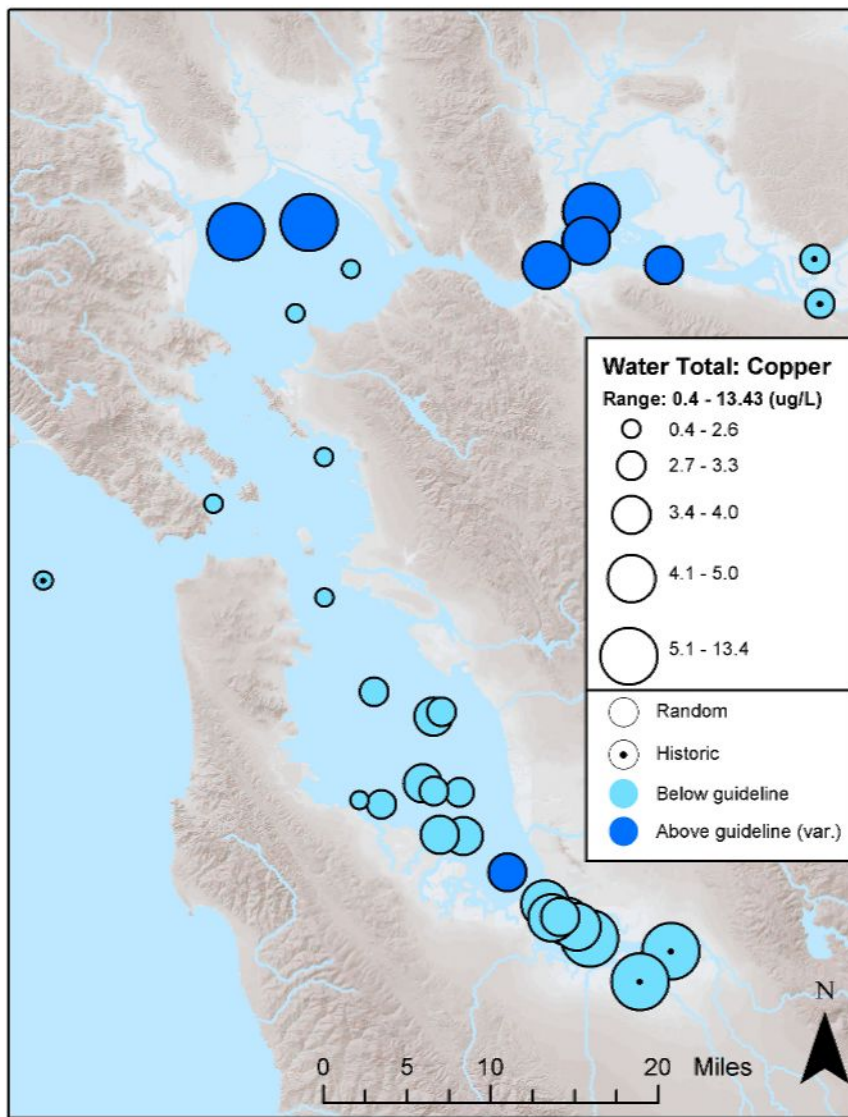 Water Total: Copper
Range: 0.4 - 13.43 (ug/L)
0.4 - 2.6
2.7 - 3.3
3.4 - 4.0
4.1 - 5.0
5.1 - 13.4
Random
Historic
Below guideline
Above guideline (var.)
N
0 5 10 20 Miles